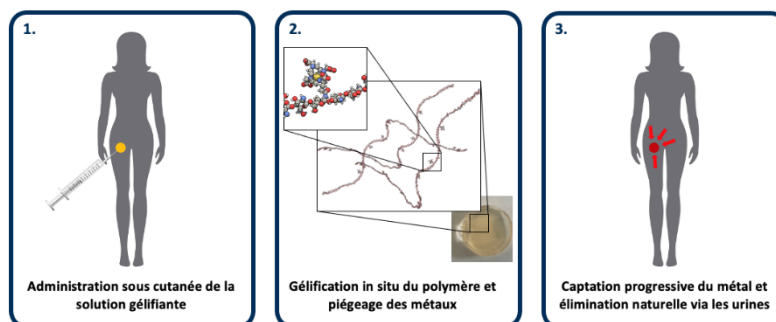 1.
Administration sous cutanée de la
solution gélifiante
2.
Gélification in situ du polymère et
piégeage des métaux
3.
Captation progressive du métal et
élimination naturelle via les urines